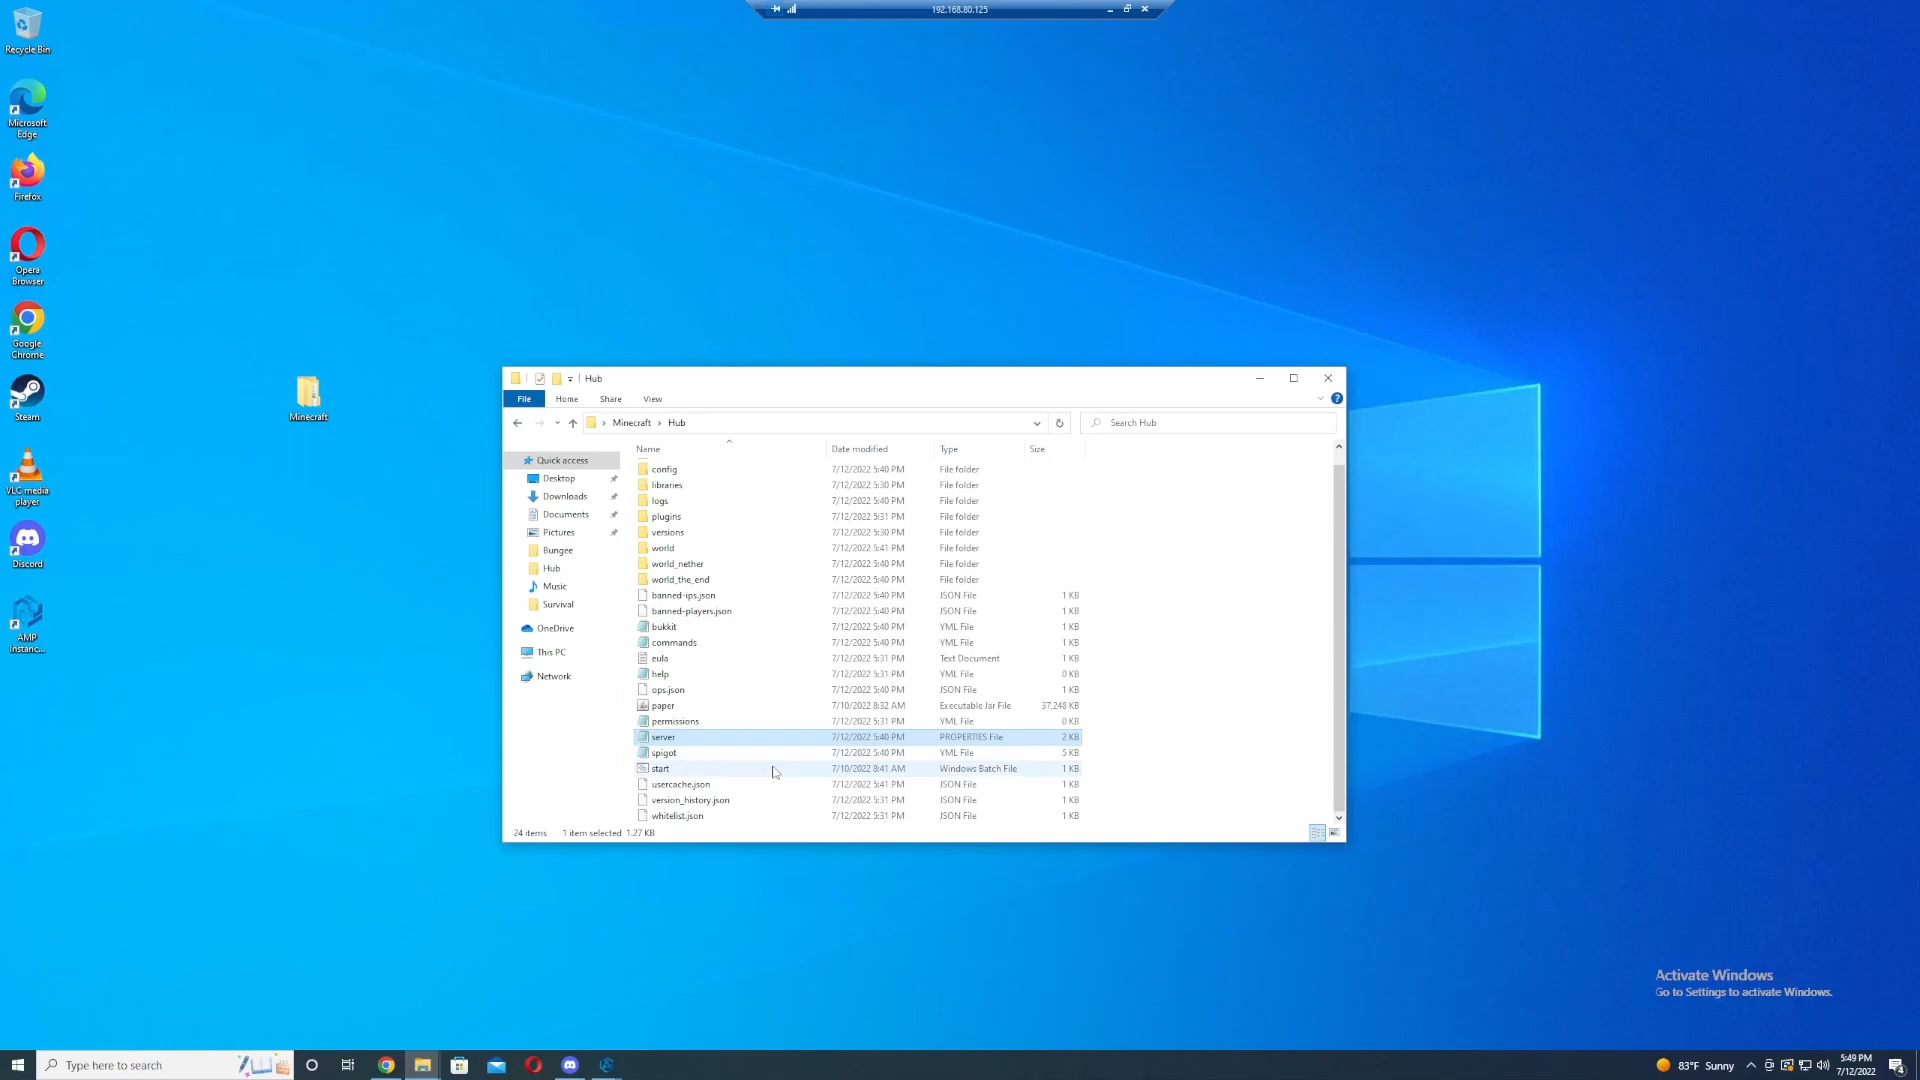 192.168.80.125
Recycle Bin
Microsoft
Edge
Firefox
Opera
Browser
Google
Chrome
Steam
VLC media
player
Discord
AMP
Instanc...
Minecraft
Hub
File Home Share View
Minecraft Hub
Search Hub
Name Date modified Type Size
Quick access
Desktop
Downloads
Documents
Pictures
Bungee
Hub
Music
Survival
OneDrive
This PC
Network
config 7/12/2022 5:40 PM File folder
libraries 7/12/2022 5:30 PM File folder
logs 7/12/2022 5:40 PM File folder
plugins 7/12/2022 5:31 PM File folder
versions 7/12/2022 5:30 PM File folder
world 7/12/2022 5:41 PM File folder
world_nether 7/12/2022 5:40 PM File folder
world_the_end 7/12/2022 5:40 PM File folder
banned-ips.json 7/12/2022 5:40 PM JSON File 1 KB
banned-players.json 7/12/2022 5:40 PM JSON File 1 KB
bukkit 7/12/2022 5:40 PM YML File 1 KB
commands 7/12/2022 5:40 PM YML File 1 KB
eula 7/12/2022 5:31 PM Text Document 1 KB
help 7/12/2022 5:31 PM YML File 0 KB
ops.json 7/12/2022 5:40 PM JSON File 1 KB
paper 7/10/2022 8:32 AM Executable Jar File 37,248 KB
permissions 7/12/2022 5:31 PM YML File 0 KB
server 7/12/2022 5:40 PM PROPERTIES File 2 KB
spigot 7/12/2022 5:40 PM YML File 5 KB
start 7/10/2022 8:41 AM Windows Batch File 1 KB
usercache.json 7/12/2022 5:41 PM JSON File 1 KB
version_history.json 7/12/2022 5:31 PM JSON File 1 KB
whitelist.json 7/12/2022 5:31 PM JSON File 1 KB
24 items 1 item selected 1.27 KB
Activate Windows
Go to Settings to activate Windows.
Type here to search
83°F Sunny
5:49 PM
7/12/2022
4